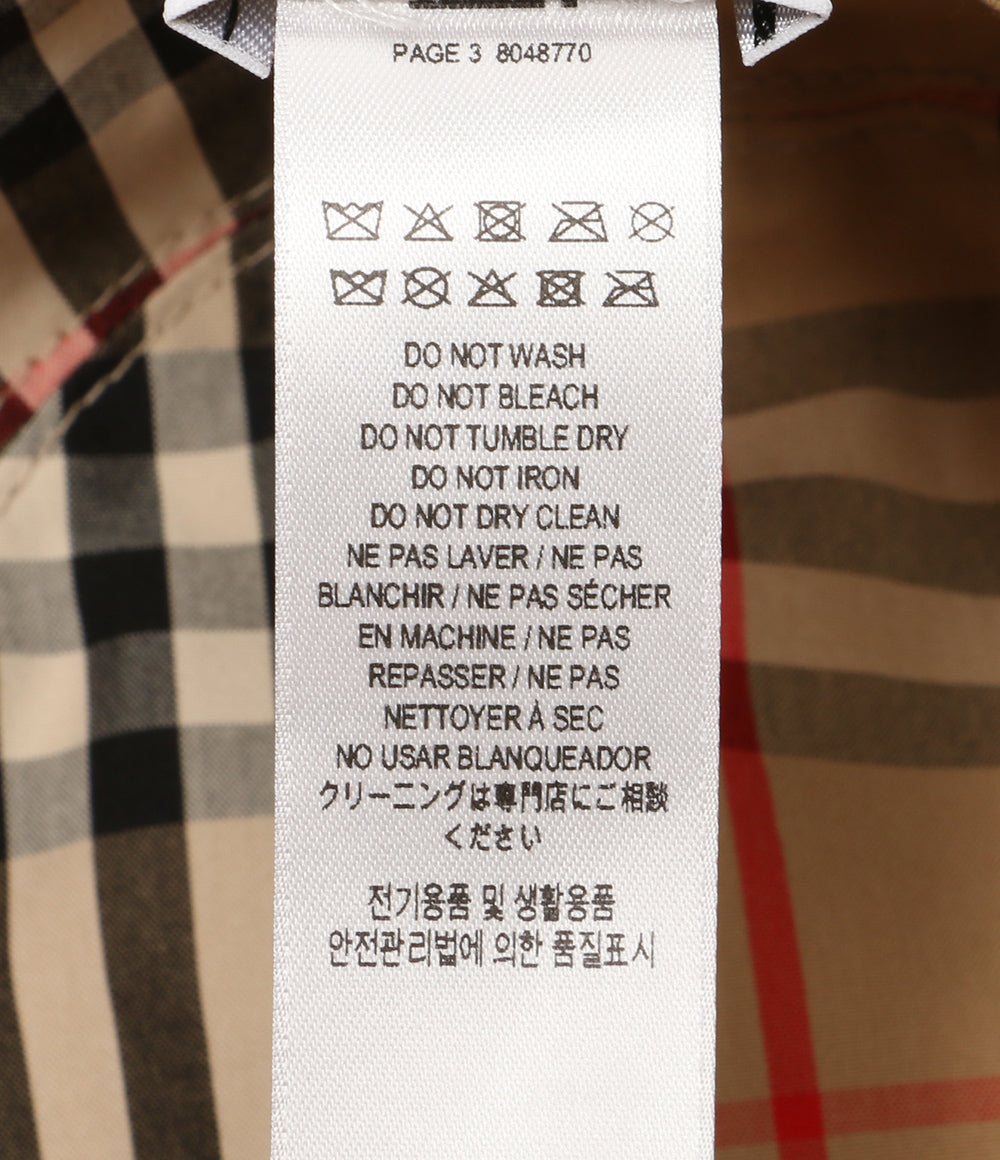 PAGE 3 8048770
DO NOT WASH
DO NOT BLEACH
DO NOT TUMBLE DRY
DO NOT IRON
DO NOT DRY CLEAN
NE PAS LAVER / NE PAS
BLANCHIR / NE PAS SÉCHER
EN MACHINE / NE PAS
REPASSER / NE PAS
NETTOYER À SEC
NO USAR BLANQUEADOR
クリーニングは専門店にご相談
ください
전기용품 및 생활용품
안전관리법에 의한 품질표시